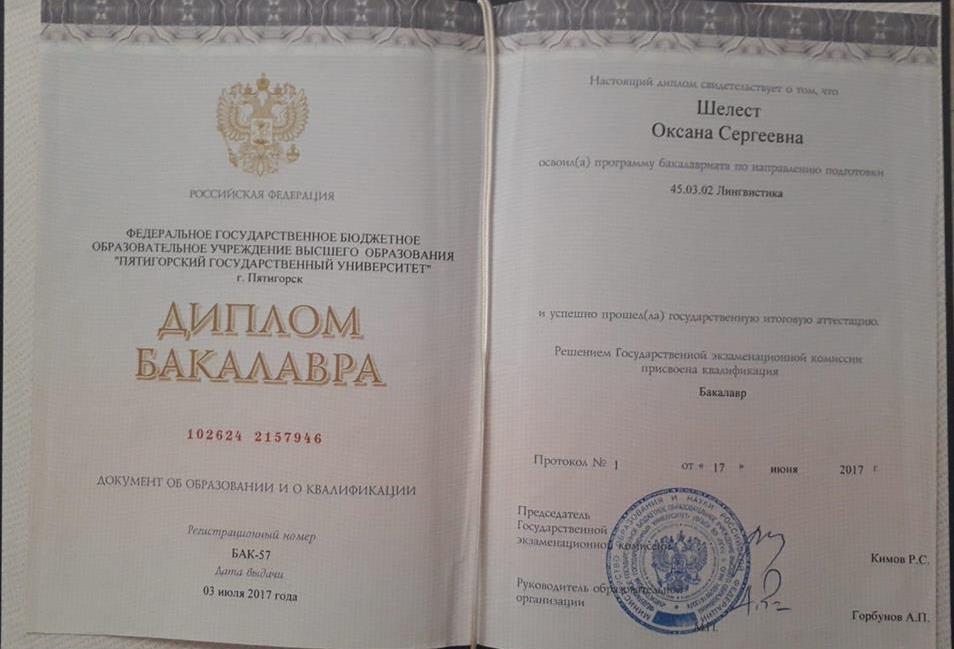 РОССИЙСКАЯ ФЕДЕРАЦИЯ
ФЕДЕРАЛЬНОЕ ГОСУДАРСТВЕННОЕ БЮДЖЕТНОЕ
ОБРАЗОВАТЕЛЬНОЕ УЧРЕЖДЕНИЕ ВЫСШЕГО ОБРАЗОВАНИЯ
"ПЯТИГОРСКИЙ ГОСУДАРСТВЕННЫЙ УНИВЕРСИТЕТ"
г. Пятигорск
ДИПЛОМ
БАКАЛАВРА
102624 2157946
ДОКУМЕНТ ОБ ОБРАЗОВАНИИ И О КВАЛИФИКАЦИИ
Регистрационный номер
БАК-57
Дата выдачи
03 июля 2017 года
Настоящий диплом свидетельствует о том, что
Шелест
Оксана Сергеевна
освоил(а) программу бакалавриата по направлению подготовки
45.03.02 Лингвистика
и успешно прошел(ла) государственную итоговую аттестацию.
Решением Государственной экзаменационной комиссии
присвоена квалификация
Бакалавр
Протокол № 1 от « 17 » июня 2017 г.
Председатель
Государственной
экзаменационной комиссии
Кимов Р.С.
Руководитель образовательной
организации
Горбунов А.П.
М.П.